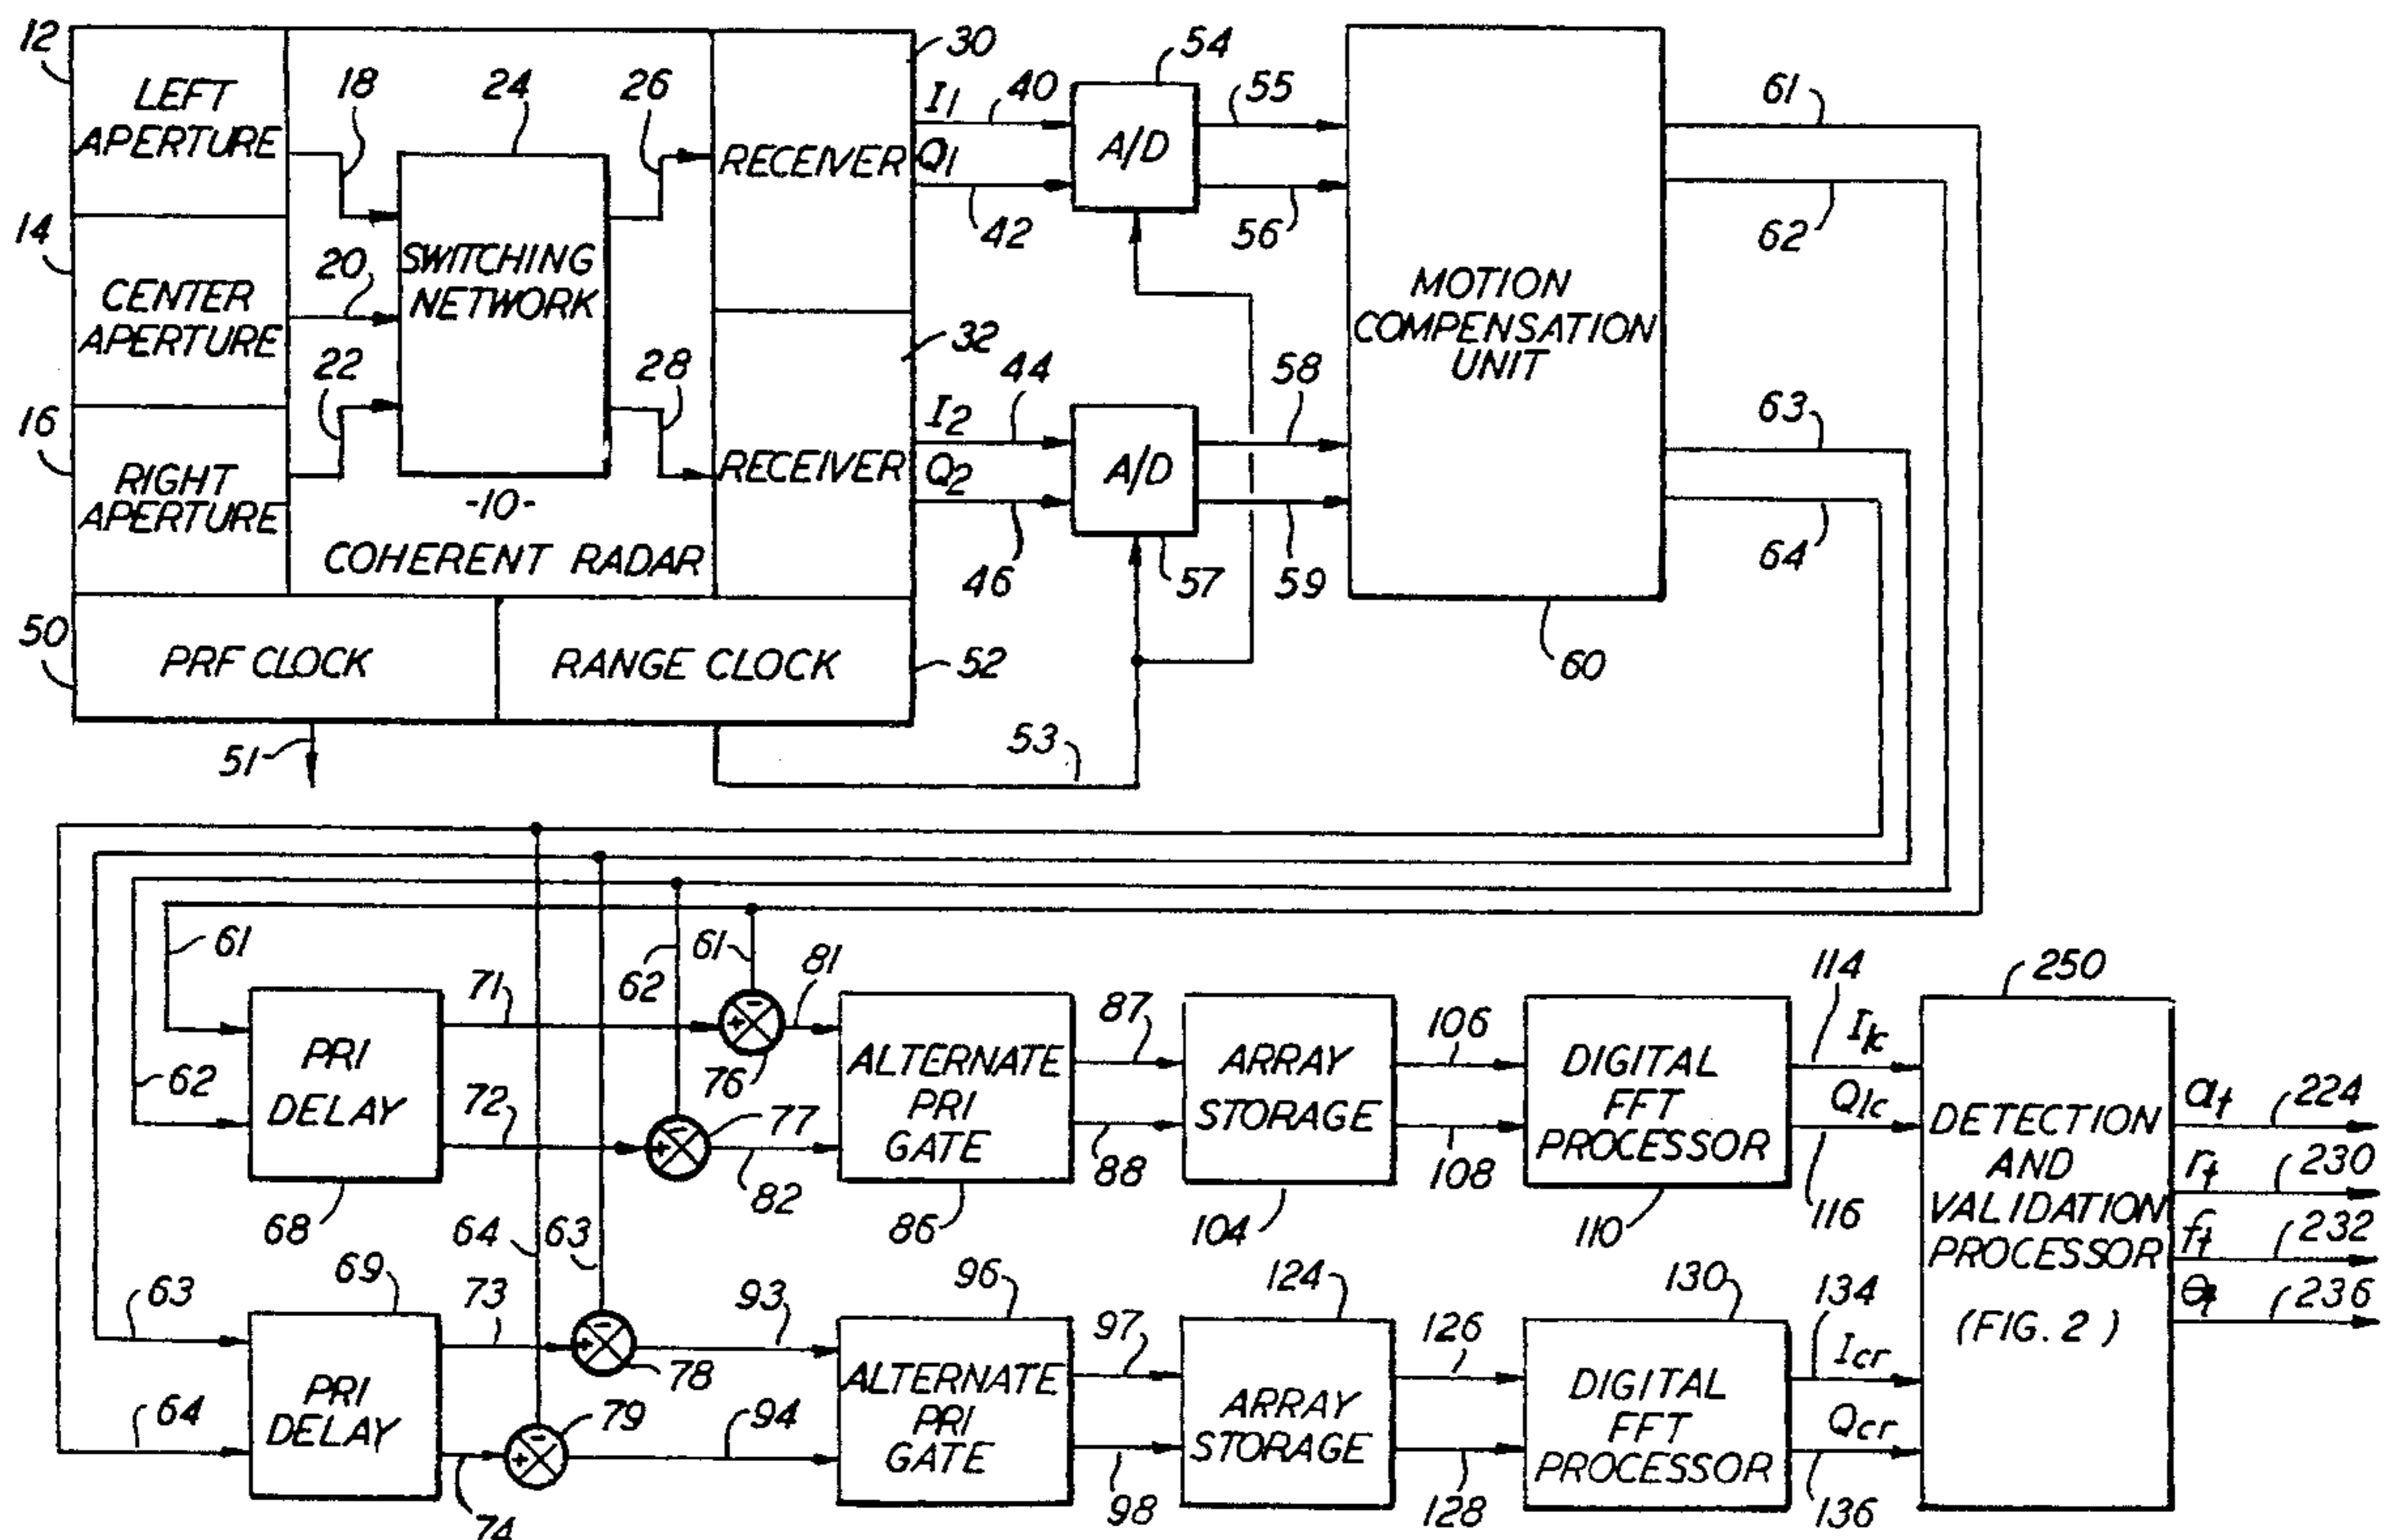 12
LEFT
APERTURE
18
24
26
30
I1
40
54
55
61
RECEIVER
Q1
A/D
42
56
62
14
CENTER
APERTURE
20
SWITCHING
NETWORK
MOTION
COMPENSATION
UNIT
22
28
32
I2
44
58
63
16
RIGHT
APERTURE
-10-
COHERENT RADAR
RECEIVER
Q2
A/D
46
57
59
64
60
50
PRF CLOCK
RANGE CLOCK
52
51
53
61
62
61
81
62
PRI
DELAY
68
71
72
76
77
82
ALTERNATE
PRI
GATE
86
87
88
ARRAY
STORAGE
104
106
108
DIGITAL
FFT
PROCESSOR
110
114
I1c
Q1c
116
250
DETECTION
AND
VALIDATION
PROCESSOR
(FIG. 2)
at
224
rt
230
ft
232
θt
236
63
64
64
63
69
PRI
DELAY
73
74
78
79
93
94
96
ALTERNATE
PRI
GATE
97
98
124
ARRAY
STORAGE
126
128
130
DIGITAL
FFT
PROCESSOR
134
Icr
Qcr
136